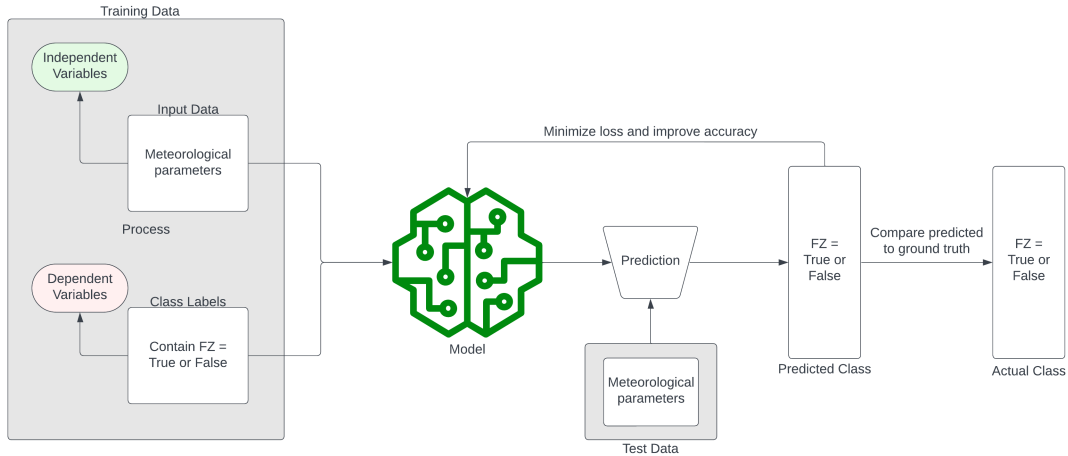 Training Data
Independent
Variables
Input Data
Meteorological
parameters
Process
Dependent
Variables
Class Labels
Contain FZ =
True or False
Minimize loss and improve accuracy
Model
Prediction
Meteorological
parameters
Test Data
FZ =
True or
False
Predicted Class
Compare predicted
to ground truth
FZ =
True or
False
Actual Class